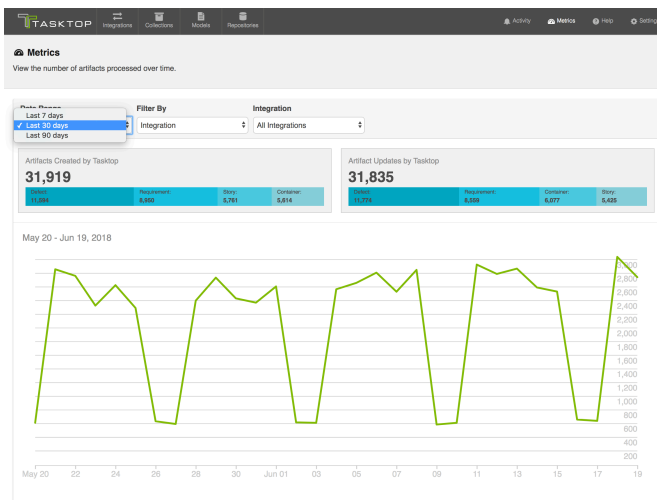 TASKTOP
Integrations
Collections
Models
Repositories
Activity
Metrics
Help
Setting
Metrics
View the number of artifacts processed over time.
Date Range
Filter By
Integration
Last 7 days
✓ Last 30 days
Last 90 days
Integration
All Integrations
Artifacts Created by Tasktop
31,919
Defect: Requirement: Story: Container:
8,950 5,761 5,614
Artifact Updates by Tasktop
31,835
Defect: Requirement: Container: Story:
11,774 8,559 6,077 5,425
May 20 - Jun 19, 2018
3,000
2,800
2,600
2,400
2,200
2,000
1,800
1,600
1,400
1,200
1,000
800
600
400
200
May 20 22 24 26 28 30 Jun 01 03 05 07 09 11 13 15 17 19